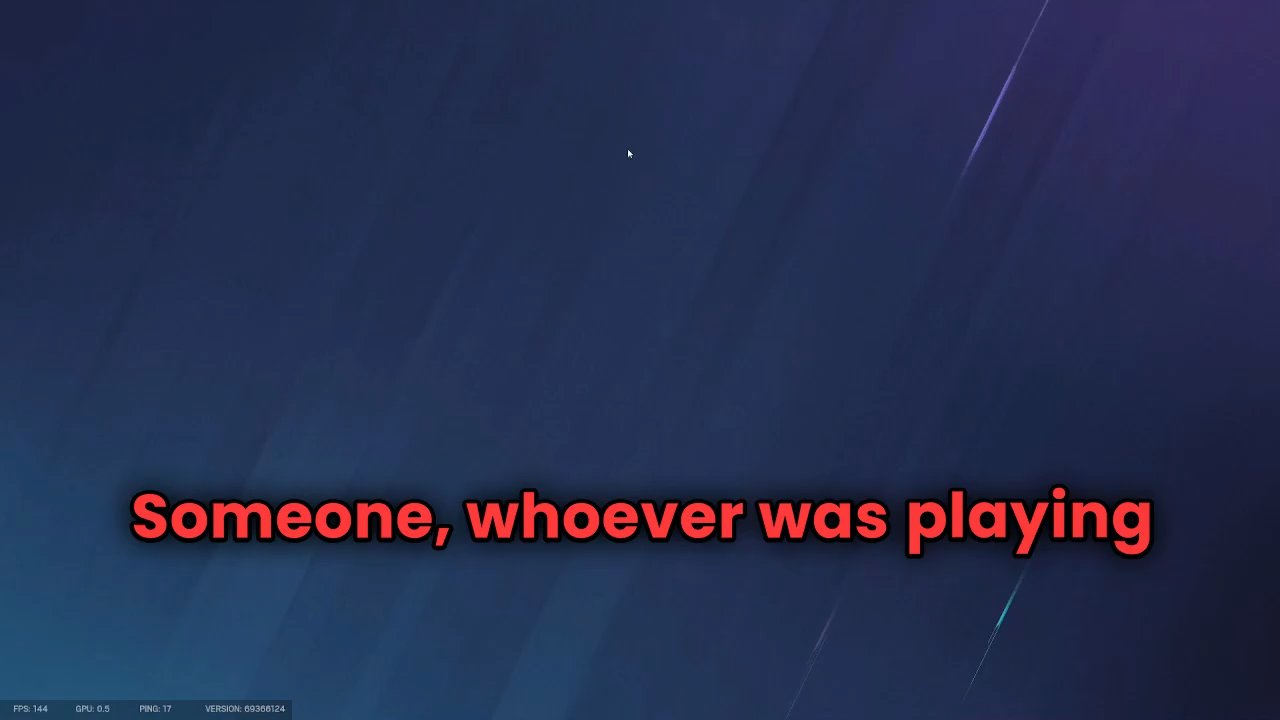 Someone, whoever was playing
FPS: 144 GPU: 0.5 PING: 17 VERSION: 69366124